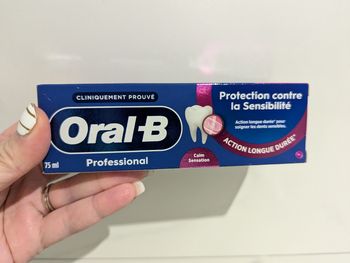 CLINIQUEMENT PROUVÉ
Oral-B
Professional
75 ml
Calm
Sensation
Protection contre
la Sensibilité
Action longue durée* pour
soigner les dents sensibles.
ACTION LONGUE DURÉE*